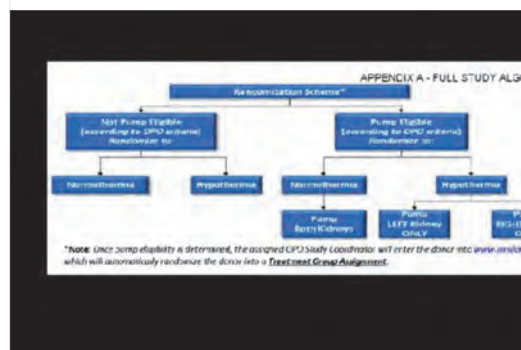 APPENDIX A - FULL STUDY ALG
Randomization Scheme*
Not Pump Eligible
(according to OPO criteria)
Randomize to:
Pump Eligible
(according to OPO criteria)
Randomize to:
Normothermia
Hypothermia
Normothermia
Hypothermia
Pump
Both Kidneys
Pump
LEFT Kidney
ONLY
*Note: Once pump eligibility is determined, the assigned OPO Study Coordinator will enter the donor into
which will automatically randomize the donor into a Treatment Group Assignment.